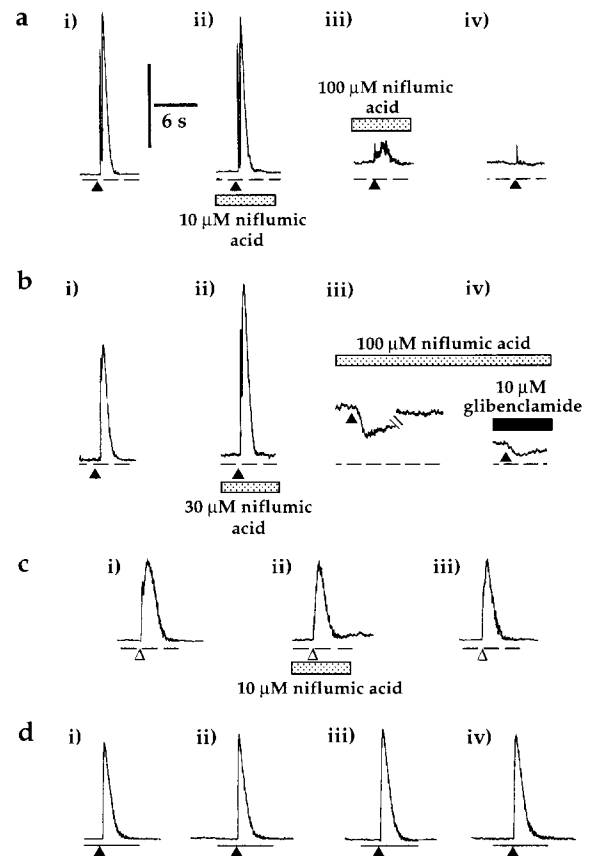 a
i)
ii)
iii)
iv)
6 s
100 µM niflumic
acid
10 µM niflumic
acid
b
i)
ii)
iii)
iv)
100 µM niflumic acid
10 µM
glibenclamide
30 µM niflumic
acid
c
i)
ii)
iii)
Δ
Δ
Δ
10 µM niflumic acid
d
i)
ii)
iii)
iv)